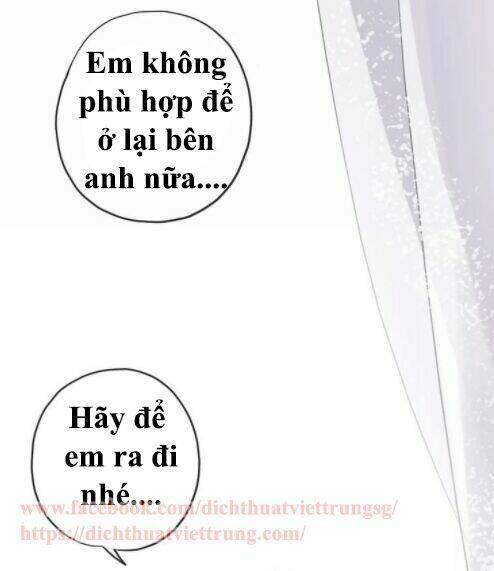 Em không
phù hợp để
ở lại bên
anh nữa....
Hãy để
em ra đi
nhé....
www.facebook.com/dichthuatviettrungsg/
https://dichthuatviettrung.com/